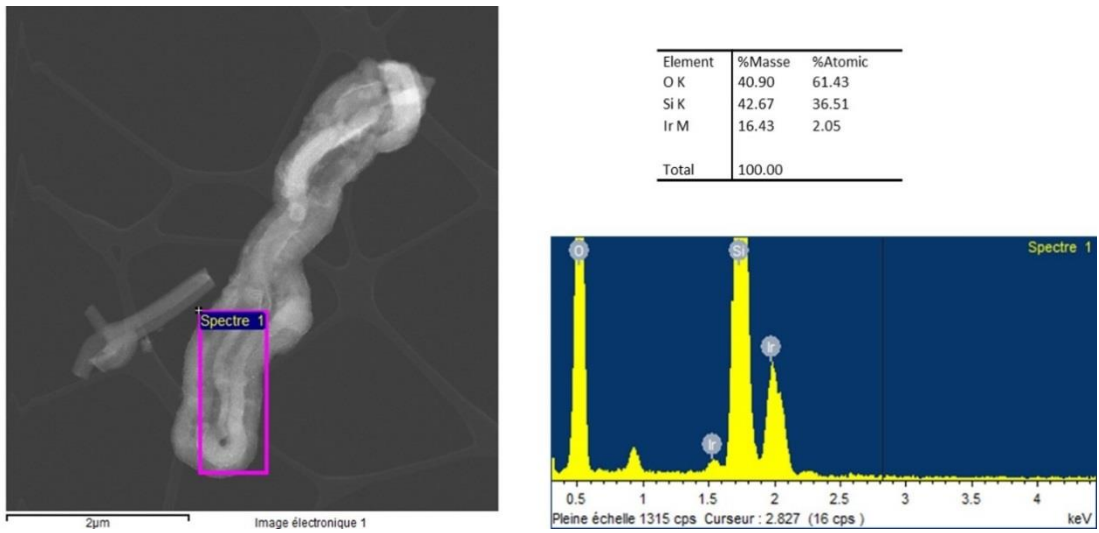 Spectre 1
2µm
Image électronique 1
Element %Masse %Atomic
O K 40.90 61.43
Si K 42.67 36.51
Ir M 16.43 2.05
Total 100.00
Spectre 1
O
Si
Ir
Ir
0.5 1 1.5 2 2.5 3 3.5 4
Pleine échelle 1315 cps Curseur : 2.827 (16 cps ) keV